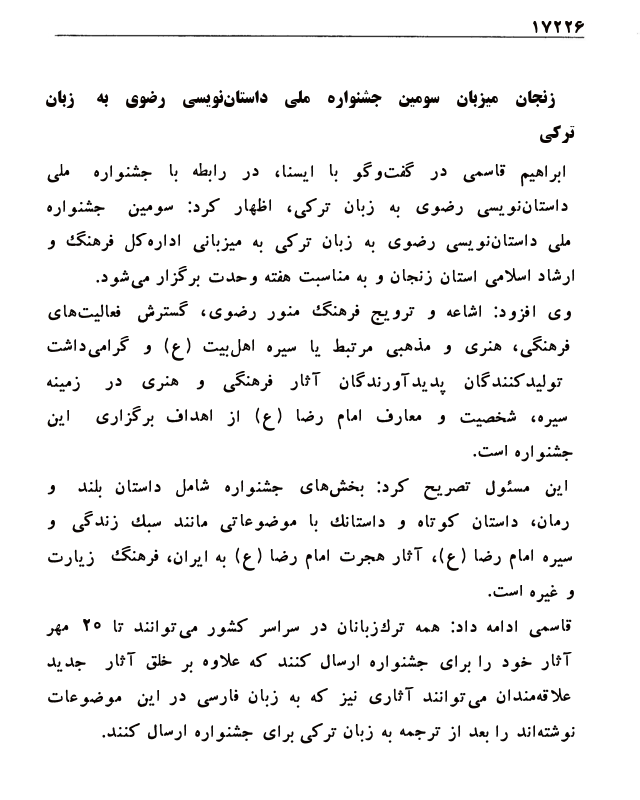 ۱۷۲۲۶
زنجان میزبان سومین جشنواره ملی داستان‌نویسی رضوی به زبان
ترکی
ابراهیم قاسمی در گفت‌وگو با ایسنا، در رابطه با جشنواره ملی
داستان‌نویسی رضوی به زبان ترکی، اظهار کرد: سومین جشنواره
ملی داستان‌نویسی رضوی به زبان ترکی به میزبانی اداره‌کل فرهنگ و
ارشاد اسلامی استان زنجان و به مناسبت هفته وحدت برگزار می‌شود.
وی افزود: اشاعه و ترویج فرهنگ منور رضوی، گسترش فعالیت‌های
فرهنگی، هنری و مذهبی مرتبط یا سیره اهل‌بیت (ع) و گرامی‌داشت
تولیدکنندگان پدیدآورندگان آثار فرهنگی و هنری در زمینه
سیره، شخصیت و معارف امام رضا (ع) از اهداف برگزاری این
جشنواره است.
این مسئول تصریح کرد: بخش‌های جشنواره شامل داستان بلند و
رمان، داستان کوتاه و داستانک با موضوعاتی مانند سبک زندگی و
سیره امام رضا (ع)، آثار هجرت امام رضا (ع) به ایران، فرهنگ زیارت
و غیره است.
قاسمی ادامه داد: همه ترک‌زبانان در سراسر کشور می‌توانند تا ۲۰ مهر
آثار خود را برای جشنواره ارسال کنند که علاوه بر خلق آثار جدید
علاقه‌مندان می‌توانند آثاری نیز که به زبان فارسی در این موضوعات
نوشته‌اند را بعد از ترجمه به زبان ترکی برای جشنواره ارسال کنند.